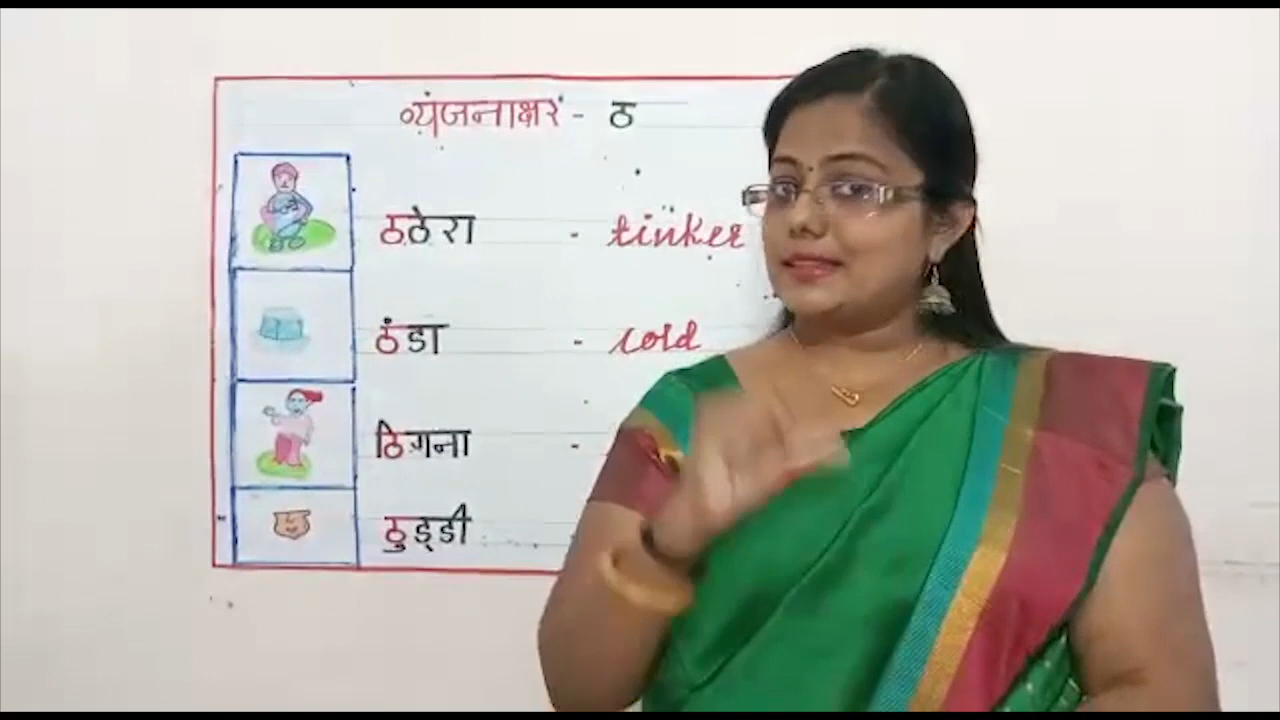 व्यंजनाक्षर - ठ
ठठेरा - tinker
ठंडा - cold
ठिगना -
ठुड्डी